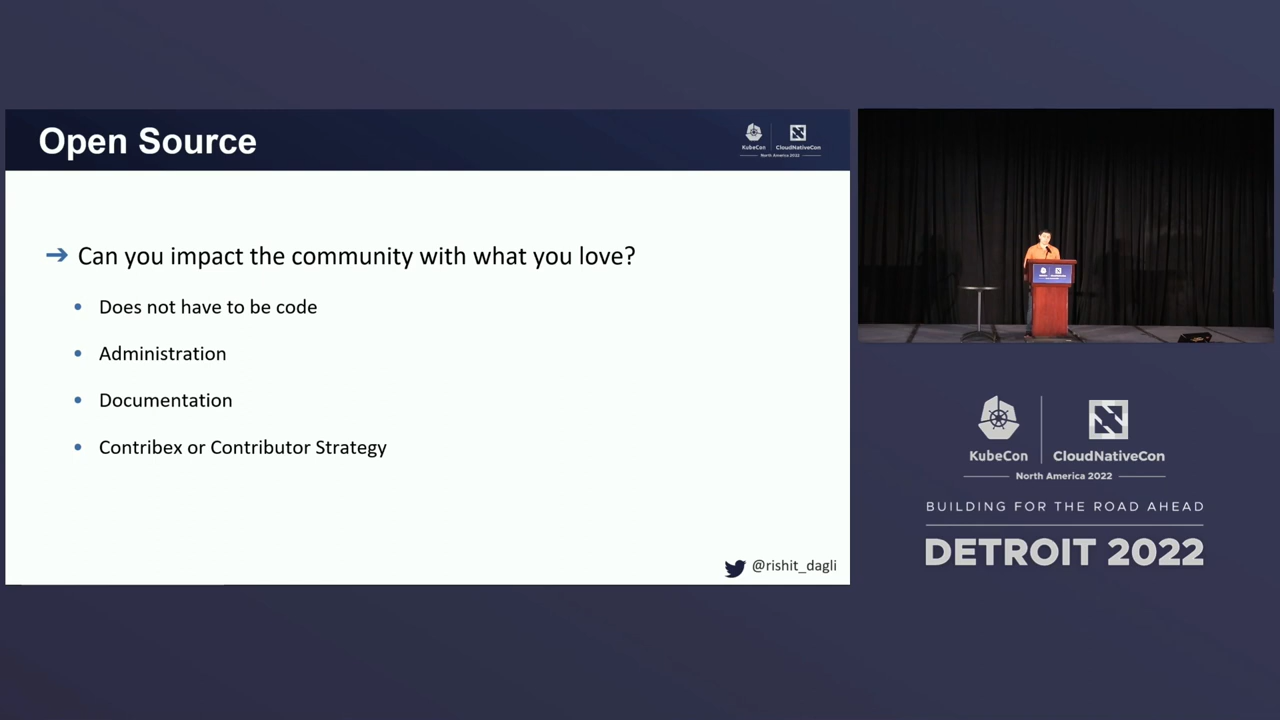 Open Source
KubeCon
CloudNativeCon
North America 2022
➔ Can you impact the community with what you love?
• Does not have to be code
• Administration
• Documentation
• Contribex or Contributor Strategy
@rishit_dagli
KubeCon
CloudNativeCon
North America 2022
BUILDING FOR THE ROAD AHEAD
DETROIT 2022